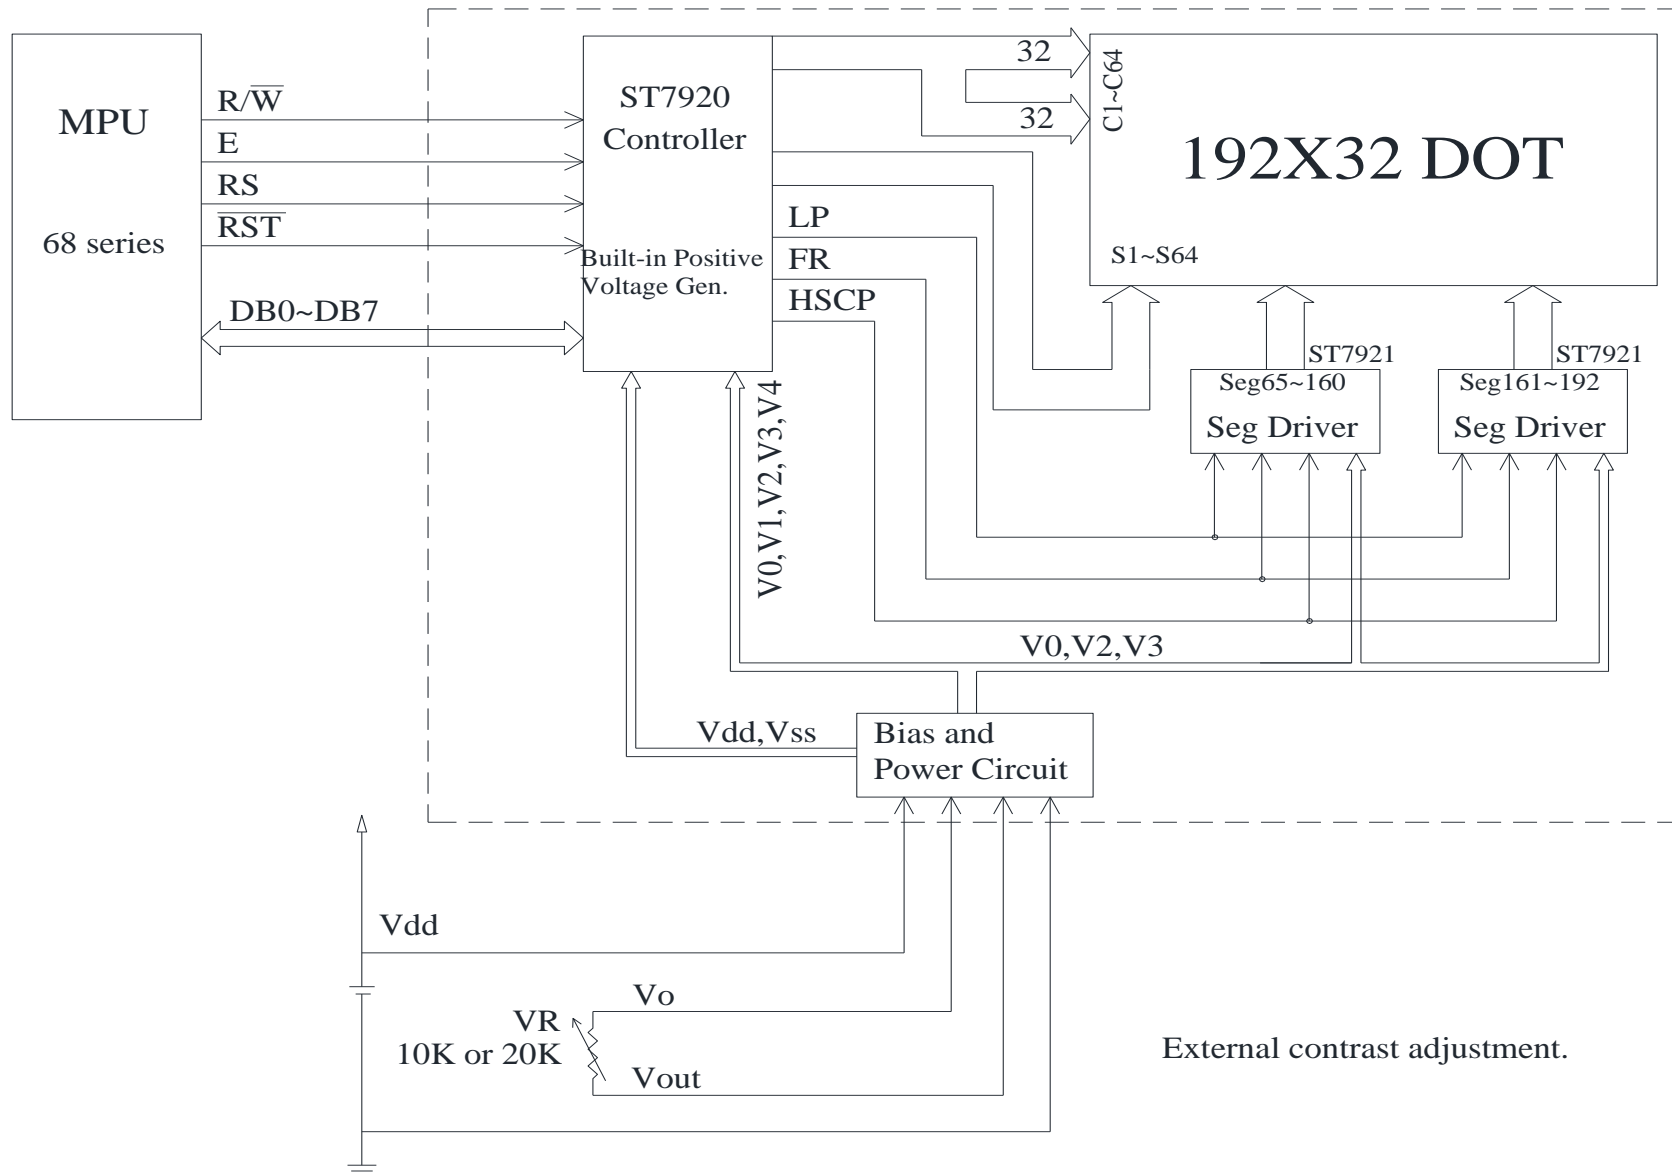 MPU
68 series
R/W̅
E
RS
R̅S̅T̅
DB0~DB7
ST7920
Controller
Built-in Positive
Voltage Gen.
32
32
C1~C64
192X32 DOT
S1~S64
LP
FR
HSCP
ST7921
Seg65~160
Seg Driver
ST7921
Seg161~192
Seg Driver
V0,V1,V2,V3,V4
V0,V2,V3
Vdd,Vss
Bias and
Power Circuit
Vdd
Vo
VR
10K or 20K
Vout
External contrast adjustment.